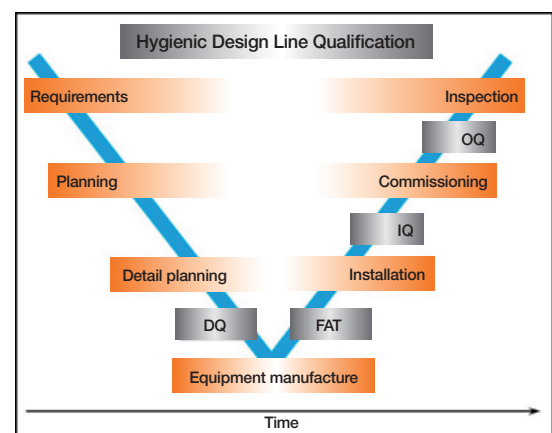 Hygienic Design Line Qualification
Requirements
Inspection
OQ
Planning
Commissioning
IQ
Detail planning
Installation
DQ
FAT
Equipment manufacture
Time